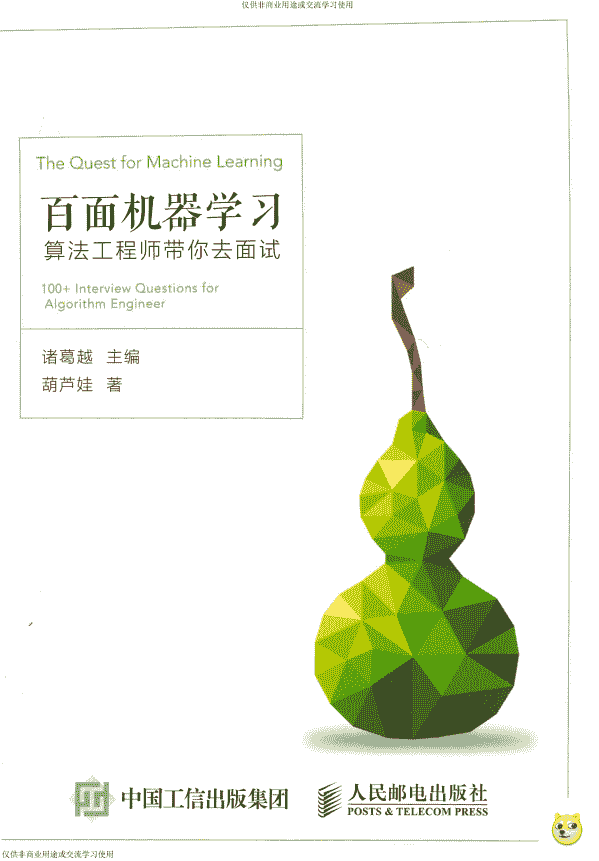 仅供非商业用途或交流学习使用
The Quest for Machine Learning
百面机器学习
算法工程师带你去面试
100+ Interview Questions for
Algorithm Engineer
诸葛越 主编
葫芦娃 著
中国工信出版集团
人民邮电出版社
POSTS & TELECOM PRESS
仅供非商业用途或交流学习使用